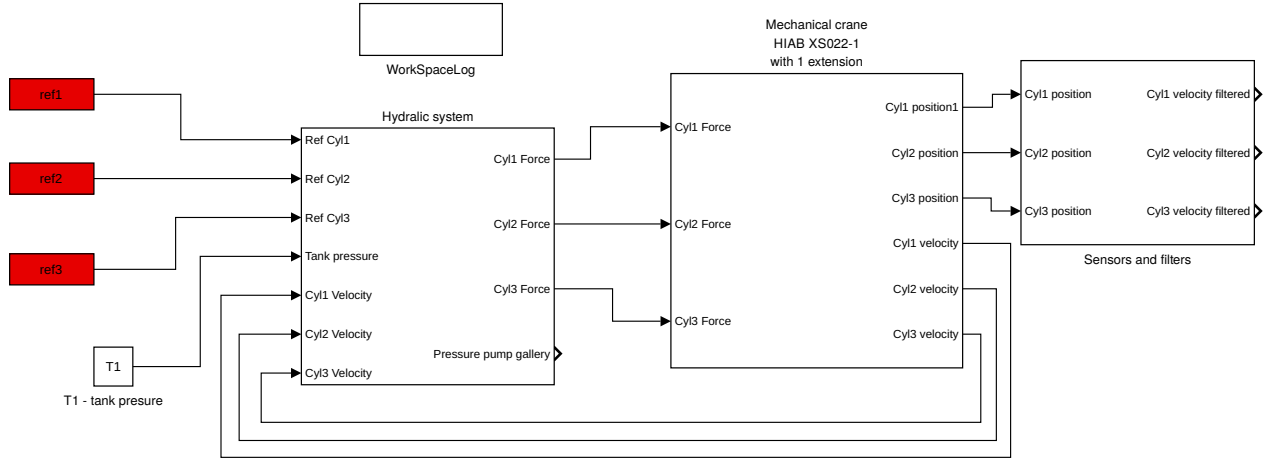 WorkSpaceLog
Mechanical crane
HIAB XS022-1
with 1 extension
ref1
ref2
ref3
T1
T1 - tank presure
Hydralic system
Ref Cyl1
Ref Cyl2
Ref Cyl3
Tank pressure
Cyl1 Velocity
Cyl2 Velocity
Cyl3 Velocity
Cyl1 Force
Cyl2 Force
Cyl3 Force
Pressure pump gallery
Cyl1 Force
Cyl2 Force
Cyl3 Force
Cyl1 position1
Cyl2 position
Cyl3 position
Cyl1 velocity
Cyl2 velocity
Cyl3 velocity
Cyl1 position
Cyl2 position
Cyl3 position
Cyl1 velocity filtered
Cyl2 velocity filtered
Cyl3 velocity filtered
Sensors and filters